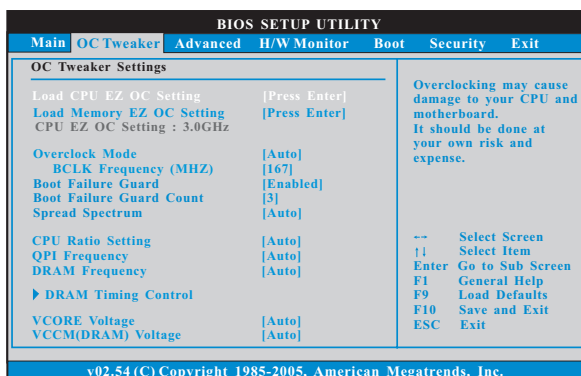 BIOS SETUP UTILITY
Main OC Tweaker Advanced H/W Monitor Boot Security Exit
OC Tweaker Settings
Load CPU EZ OC Setting [Press Enter]
Load Memory EZ OC Setting [Press Enter]
CPU EZ OC Setting : 3.0GHz
Overclock Mode [Auto]
BCLK Frequency (MHZ) [167]
Boot Failure Guard [Enabled]
Boot Failure Guard Count [3]
Spread Spectrum [Auto]
CPU Ratio Setting [Auto]
QPI Frequency [Auto]
DRAM Frequency [Auto]
DRAM Timing Control
VCORE Voltage [Auto]
VCCM(DRAM) Voltage [Auto]
Overclocking may cause
damage to your CPU and
motherboard.
It should be done at
your own risk and
expense.
←→ Select Screen
↑↓ Select Item
Enter Go to Sub Screen
F1 General Help
F9 Load Defaults
F10 Save and Exit
ESC Exit
v02.54 (C) Copyright 1985-2005, American Megatrends, Inc.